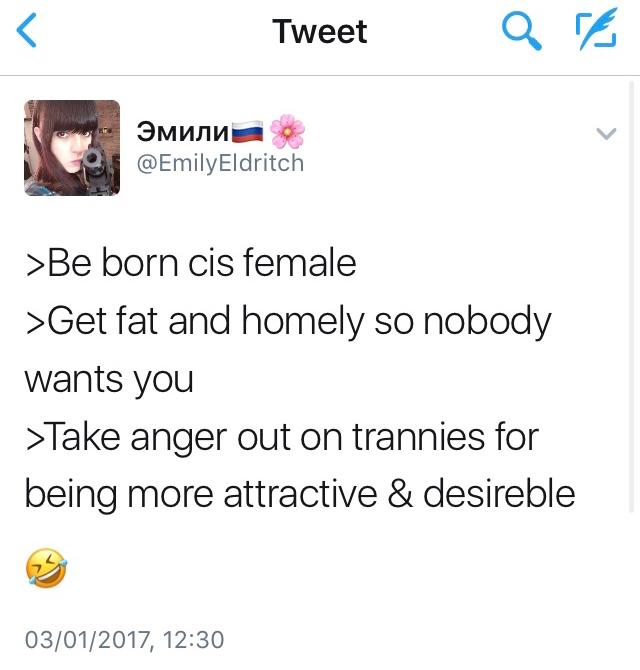 Tweet
Эмили🇷🇺🌸
@EmilyEldritch
>Be born cis female
>Get fat and homely so nobody
wants you
>Take anger out on trannies for
being more attractive & desireble
🤣
03/01/2017, 12:30